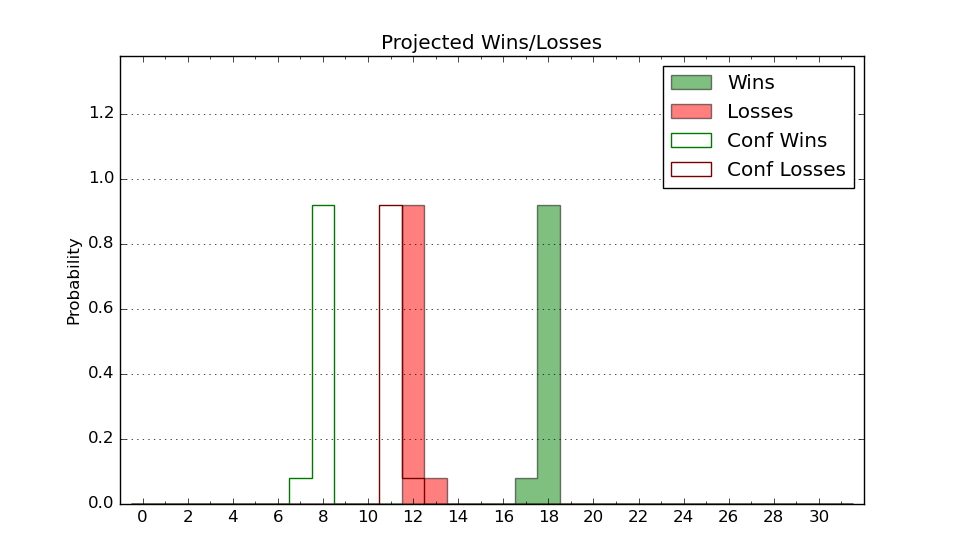 Projected Wins/Losses
Wins
Losses
Conf Wins
Conf Losses
Probability
1.2
1.0
0.8
0.6
0.4
0.2
0.0
0 2 4 6 8 10 12 14 16 18 20 22 24 26 28 30